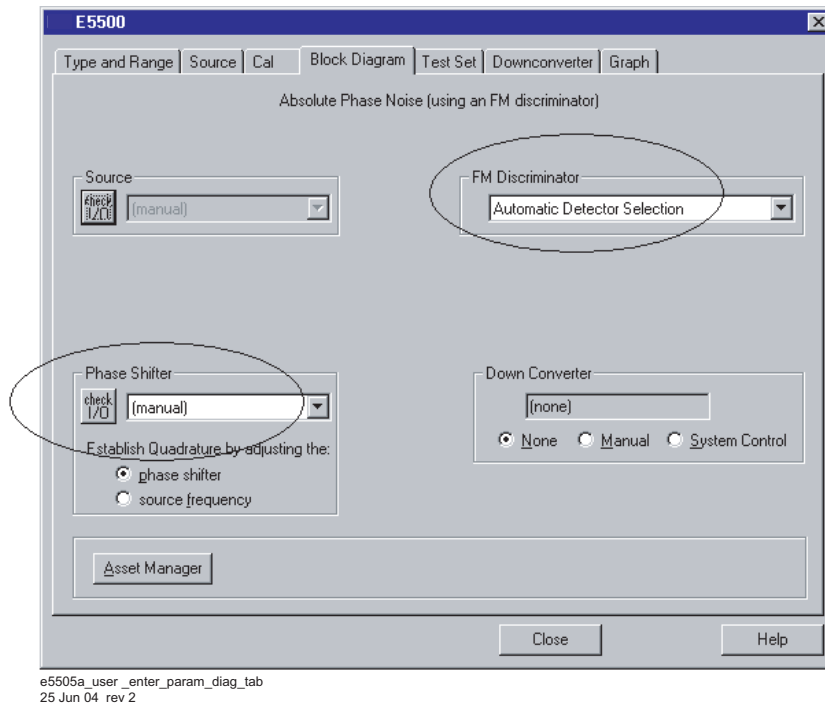 E5500
Type and Range Source Cal Block Diagram Test Set Downconverter Graph
Absolute Phase Noise (using an FM discriminator)
Source
check I/O
(manual)
FM Discriminator
Automatic Detector Selection
Phase Shifter
check I/O
(manual)
Establish Quadrature by adjusting the:
phase shifter
source frequency
Down Converter
(none)
None Manual System Control
Asset Manager
Close Help
e5505a_user _enter_param_diag_tab
25 Jun 04 rev 2